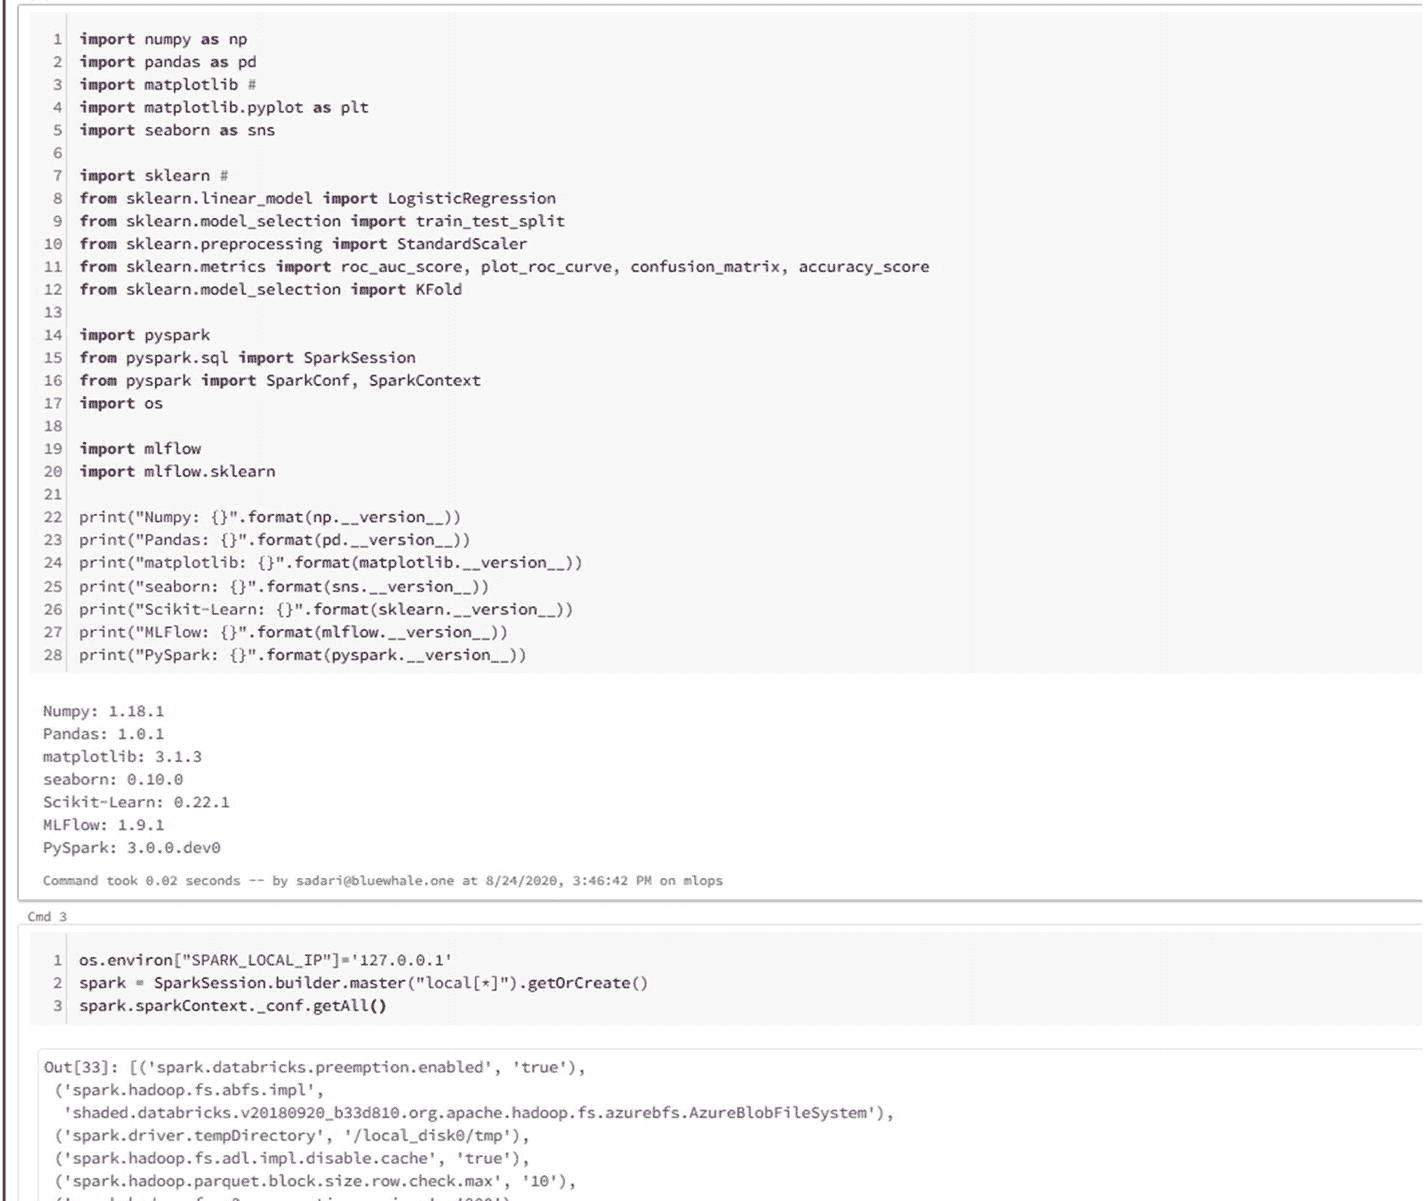 1 import numpy as np
2 import pandas as pd
3 import matplotlib #
4 import matplotlib.pyplot as plt
5 import seaborn as sns
6
7 import sklearn #
8 from sklearn.linear_model import LogisticRegression
9 from sklearn.model_selection import train_test_split
10 from sklearn.preprocessing import StandardScaler
11 from sklearn.metrics import roc_auc_score, plot_roc_curve, confusion_matrix, accuracy_score
12 from sklearn.model_selection import KFold
13
14 import pyspark
15 from pyspark.sql import SparkSession
16 from pyspark import SparkConf, SparkContext
17 import os
18
19 import mlflow
20 import mlflow.sklearn
21
22 print("Numpy: {}".format(np.__version__))
23 print("Pandas: {}".format(pd.__version__))
24 print("matplotlib: {}".format(matplotlib.__version__))
25 print("seaborn: {}".format(sns.__version__))
26 print("Scikit-Learn: {}".format(sklearn.__version__))
27 print("MLFlow: {}".format(mlflow.__version__))
28 print("PySpark: {}".format(pyspark.__version__))
Numpy: 1.18.1
Pandas: 1.0.1
matplotlib: 3.1.3
seaborn: 0.10.0
Scikit-Learn: 0.22.1
MLFlow: 1.9.1
PySpark: 3.0.0.dev0
Command took 0.02 seconds -- by sadari@bluewhale.one at 8/24/2020, 3:46:42 PM on mlops
Cmd 3
1 os.environ["SPARK_LOCAL_IP"]='127.0.0.1'
2 spark = SparkSession.builder.master("local[*]").getOrCreate()
3 spark.sparkContext._conf.getAll()
Out[33]: [('spark.databricks.preemption.enabled', 'true'),
('spark.hadoop.fs.abfs.impl',
'shaded.databricks.v20180920_b33d810.org.apache.hadoop.fs.azurebfs.AzureBlobFileSystem'),
('spark.driver.tempDirectory', '/local_disk0/tmp'),
('spark.hadoop.fs.adl.impl.disable.cache', 'true'),
('spark.hadoop.parquet.block.size.row.check.max', '10'),